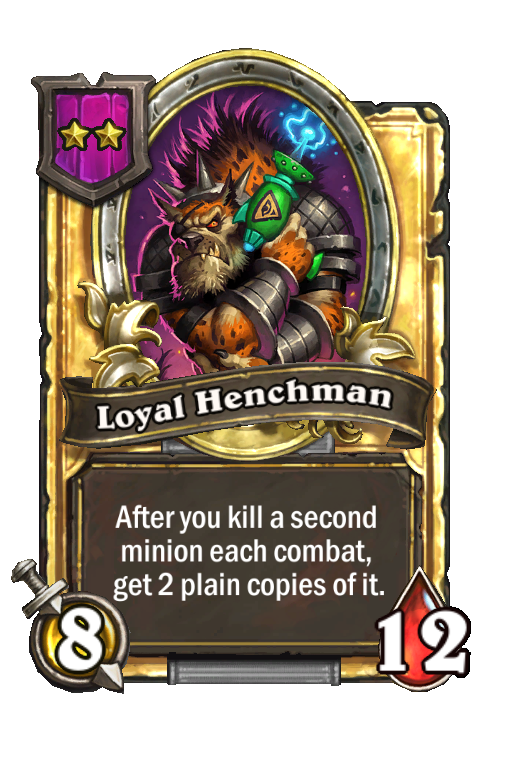 Loyal Henchman
After you kill a second
minion each combat,
get 2 plain copies of it.
8
12